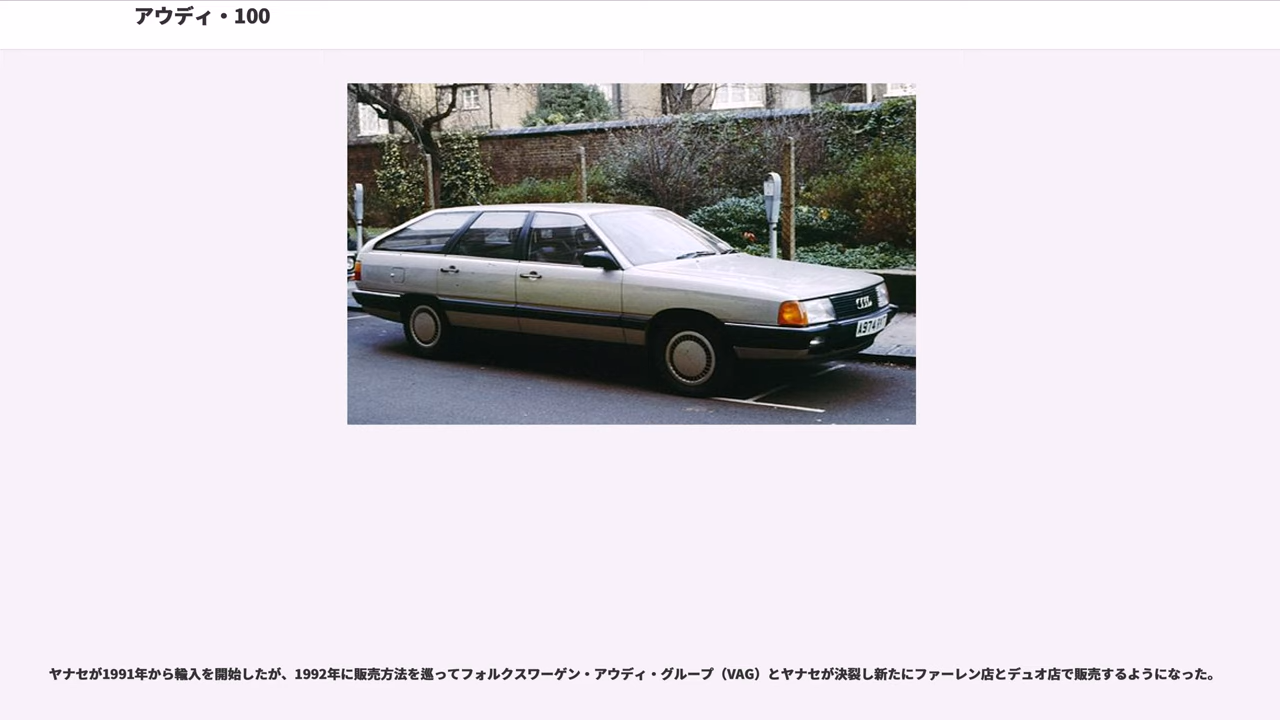 アウディ・100
ヤナセが1991年から輸入を開始したが、1992年に販売方法を巡ってフォルクスワーゲン・アウディ・グループ（VAG）とヤナセが決裂し新たにファーレン店とデュオ店で販売するようになった。